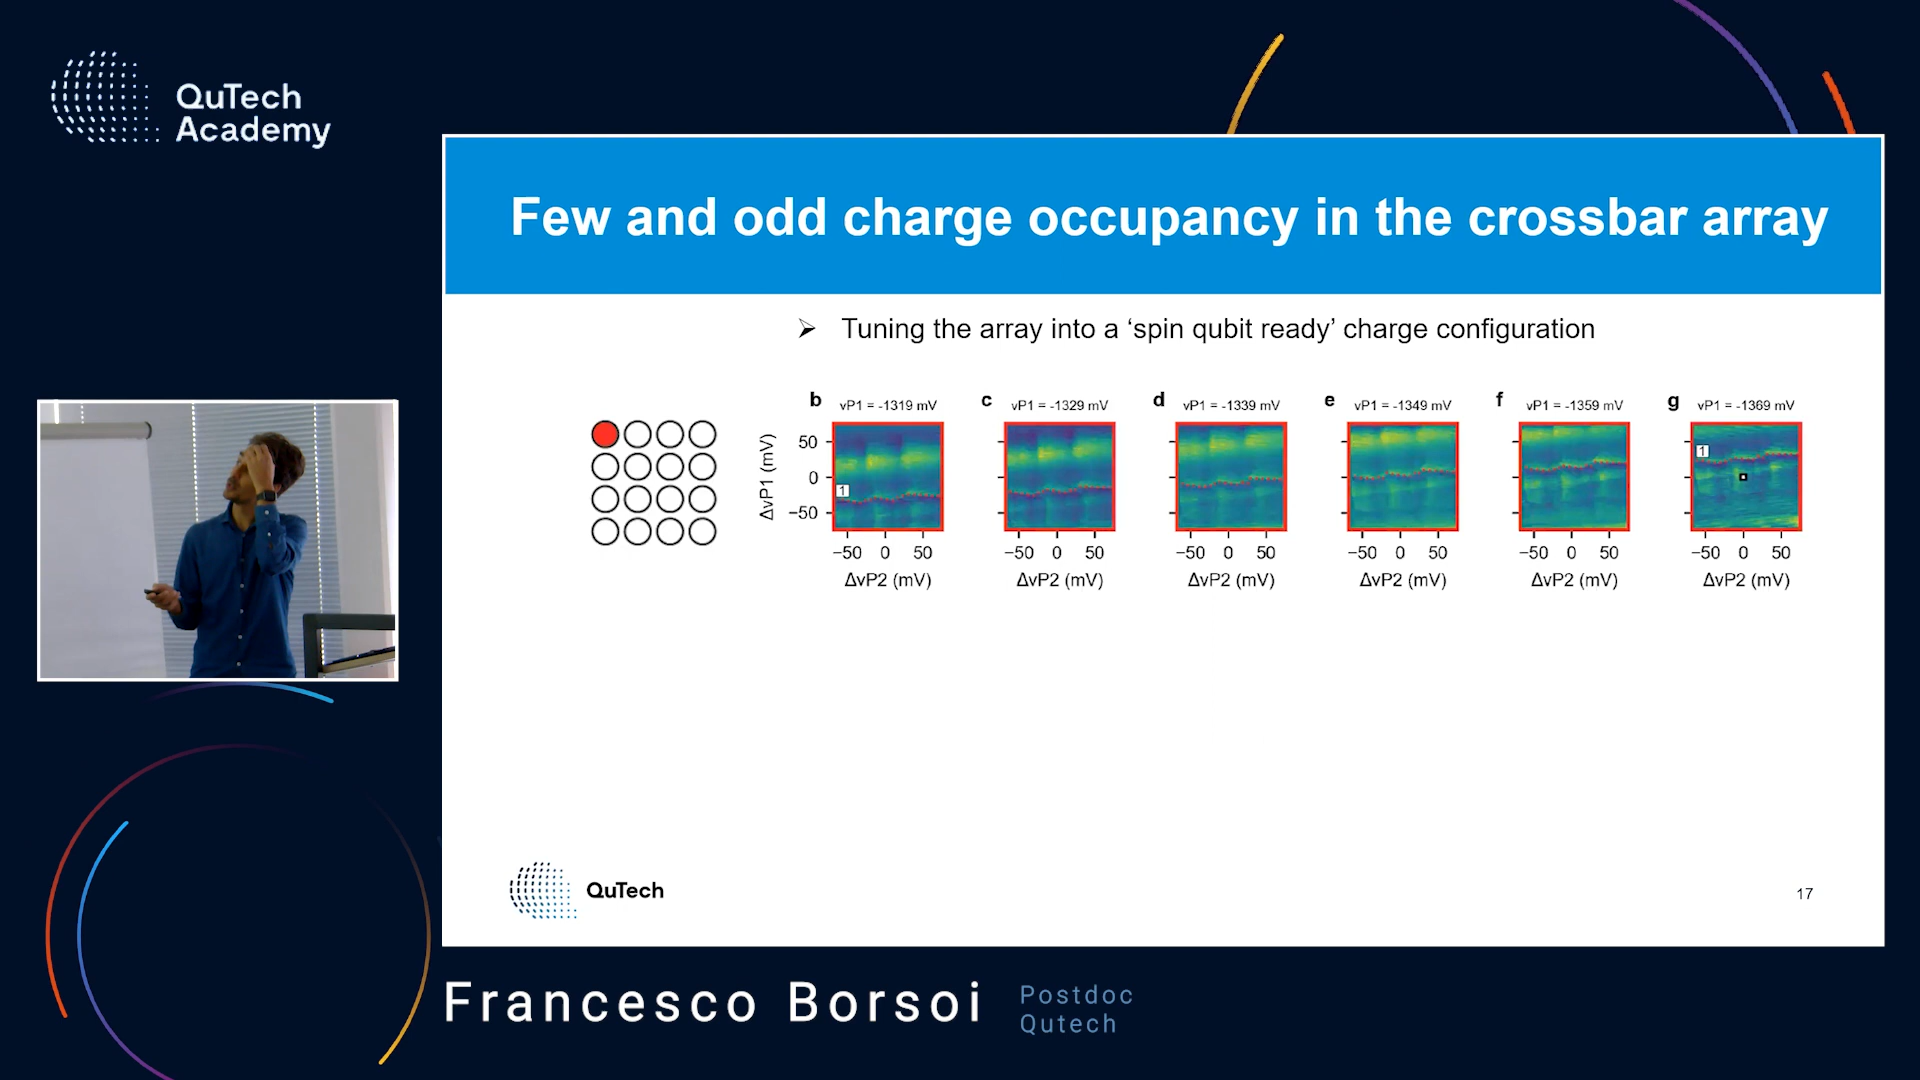 QuTech
Academy
Few and odd charge occupancy in the crossbar array
➢ Tuning the array into a ‘spin qubit ready’ charge configuration
b vP1 = -1319 mV
c vP1 = -1329 mV
d vP1 = -1339 mV
e vP1 = -1349 mV
f vP1 = -1359 mV
g vP1 = -1369 mV
ΔvP1 (mV)
50
0
−50
1
1
−50 0 50
−50 0 50
−50 0 50
−50 0 50
−50 0 50
−50 0 50
ΔvP2 (mV)
ΔvP2 (mV)
ΔvP2 (mV)
ΔvP2 (mV)
ΔvP2 (mV)
ΔvP2 (mV)
QuTech
17
Francesco Borsoi
Postdoc
Qutech